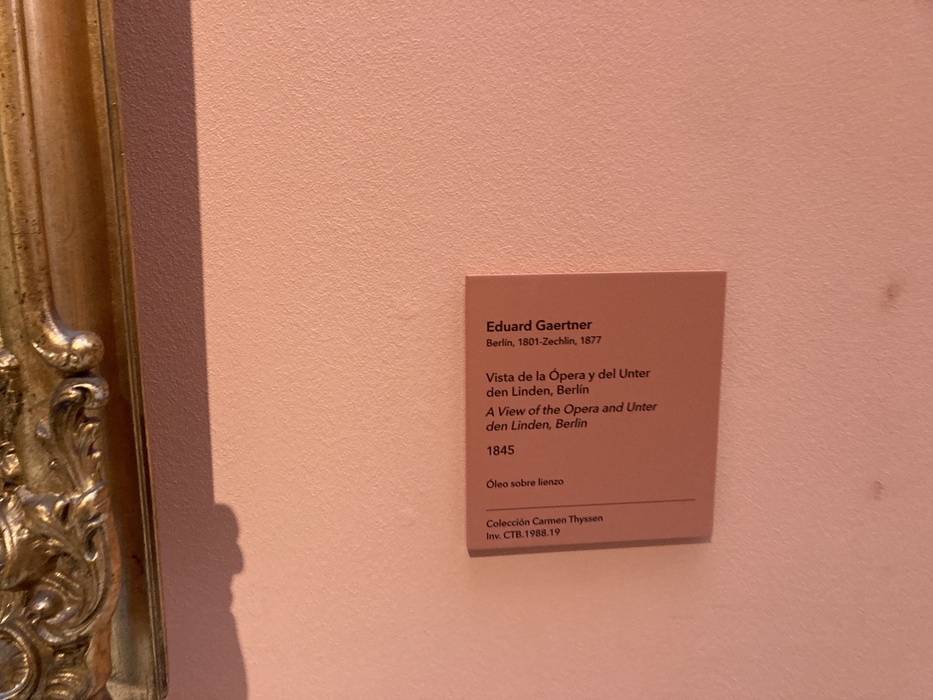 Eduard Gaertner
Berlín, 1801-Zechlin, 1877
Vista de la Ópera y del Unter
den Linden, Berlín
A View of the Opera and Unter
den Linden, Berlin
1845
Óleo sobre lienzo
Colección Carmen Thyssen
Inv. CTB.1988.19